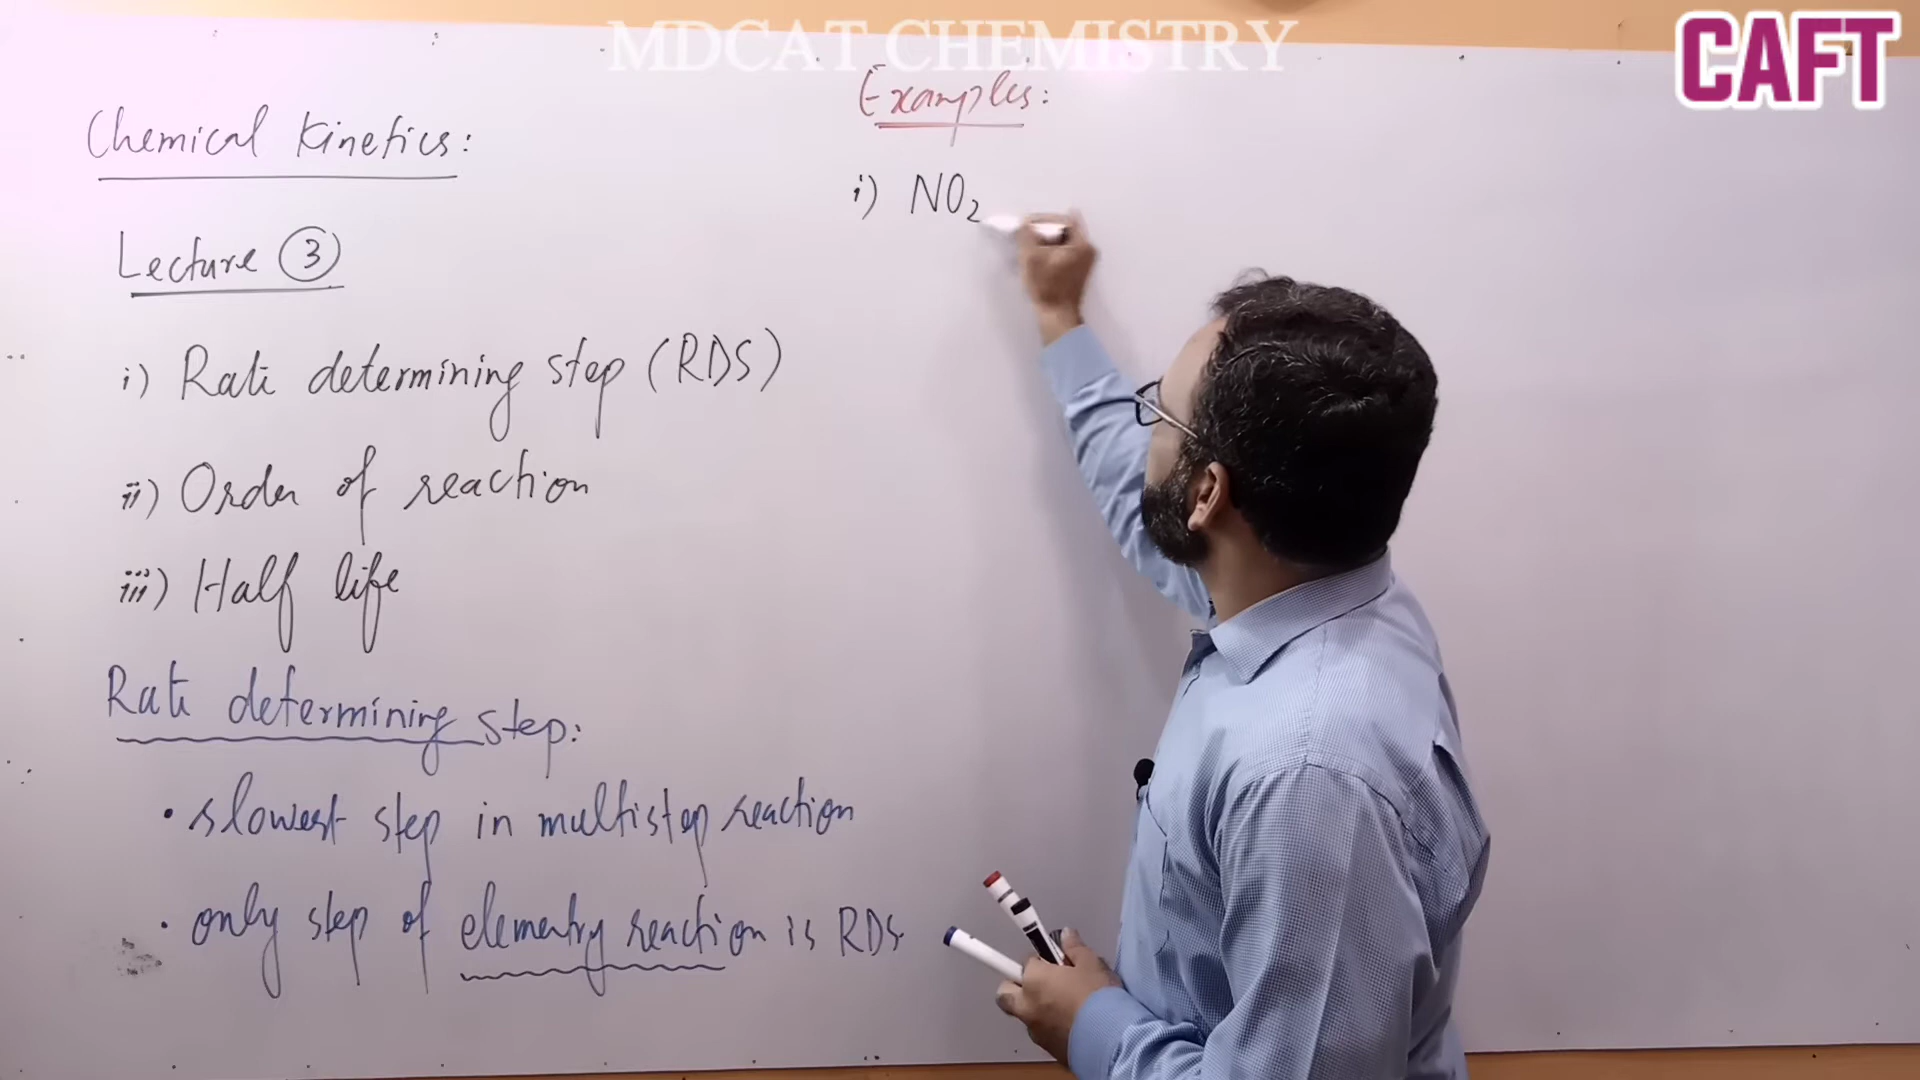 MDCAT CHEMISTRY
CAFT
Chemical Kinetics:
Lecture 3
i) Rate determining step (RDS)
ii) Order of reaction
iii) Half life
Rate determining step:
• slowest step in multistep reaction
• only step of elementry reaction is RDS
Examples:
i) NO₂